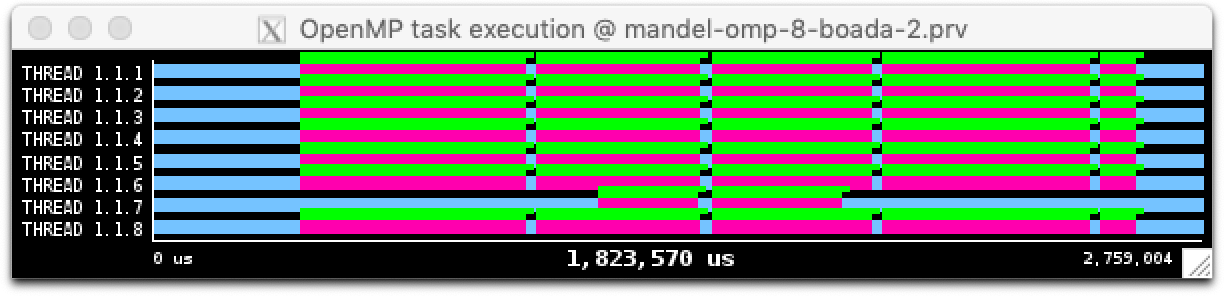 OpenMP task execution @ mandel-omp-8-boada-2.prv
THREAD 1.1.1
THREAD 1.1.2
THREAD 1.1.3
THREAD 1.1.4
THREAD 1.1.5
THREAD 1.1.6
THREAD 1.1.7
THREAD 1.1.8
0 us 1,823,570 us 2,759,004